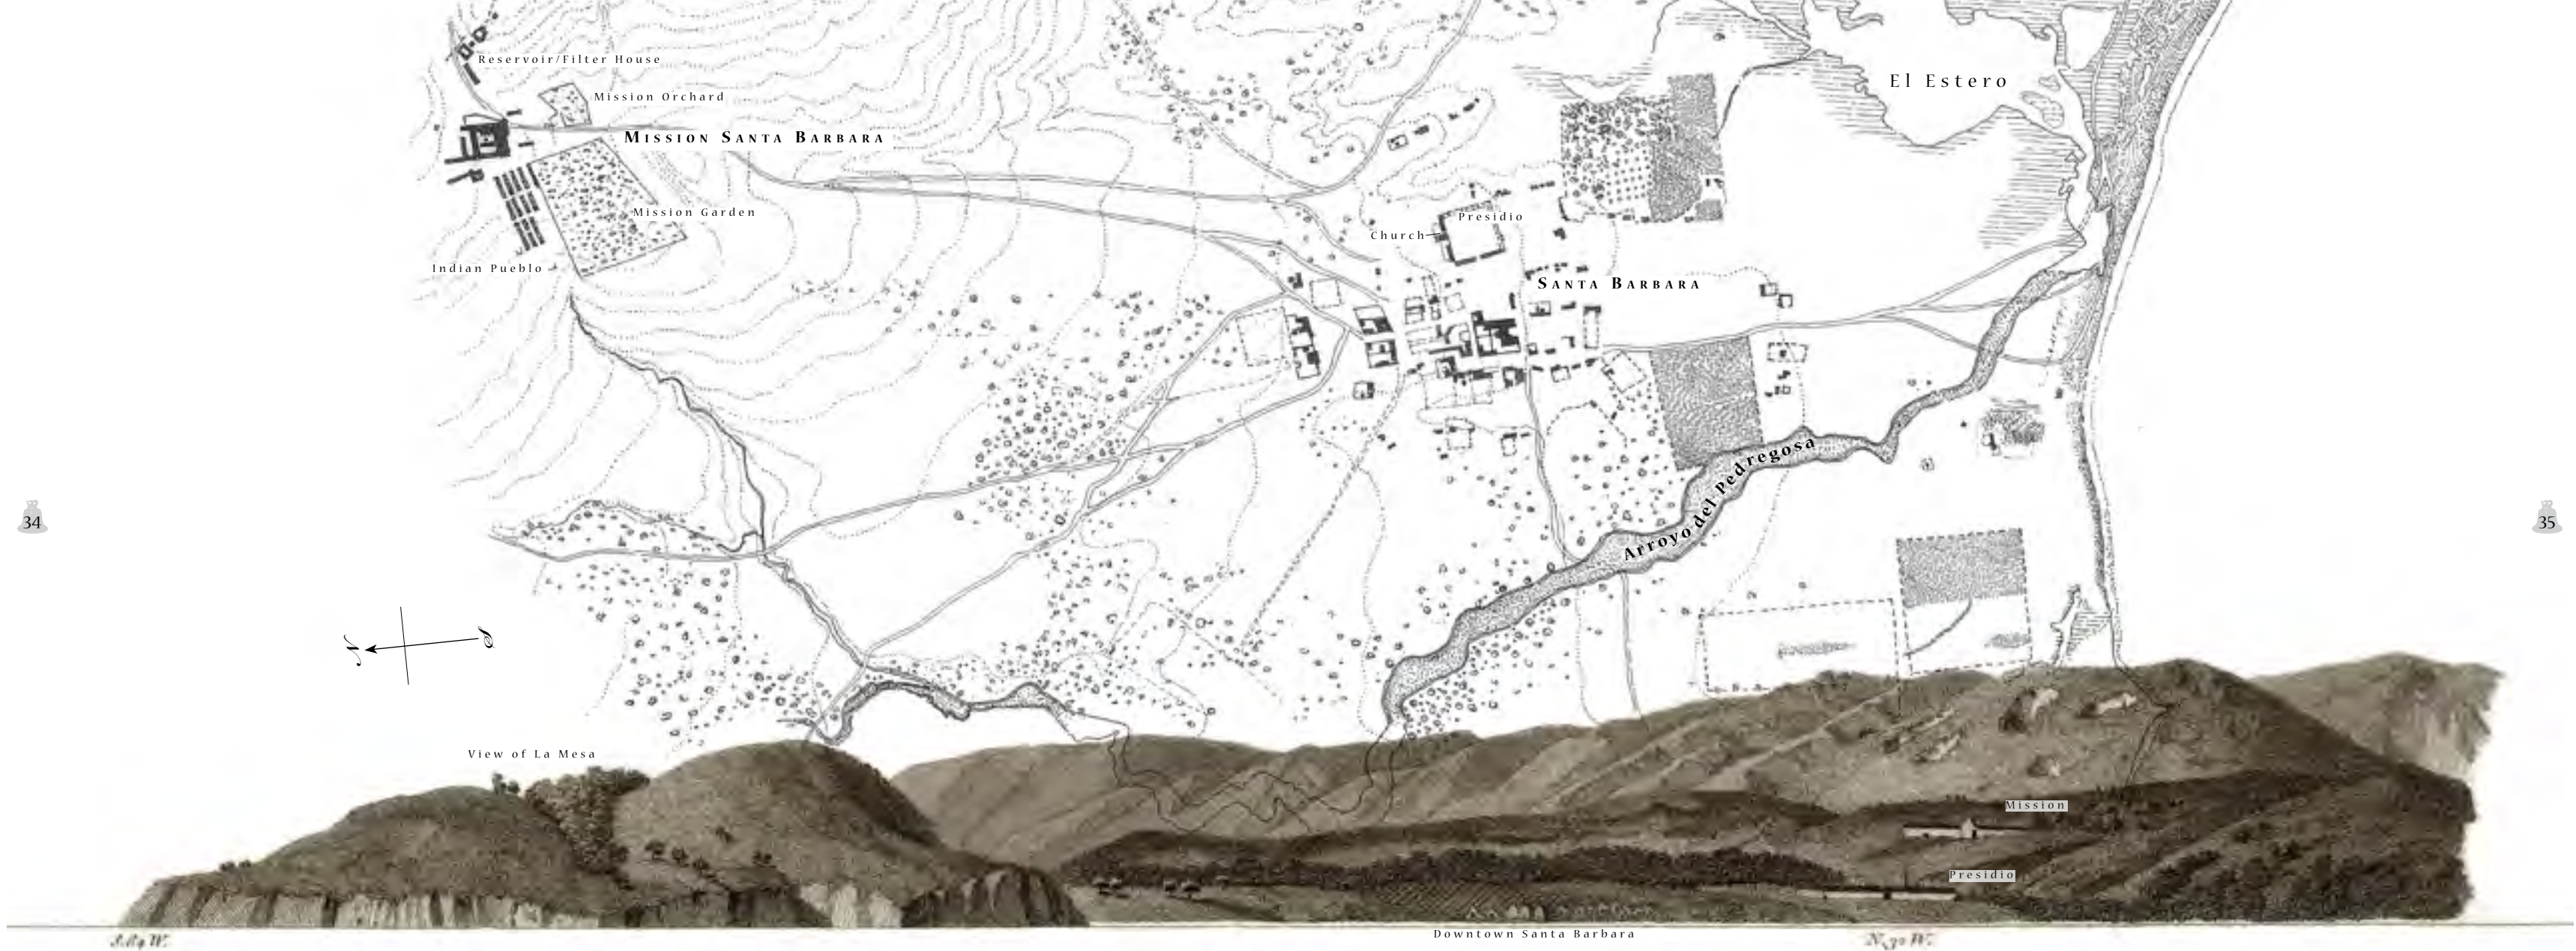 Reservoir/Filter House
Mission Orchard
MISSION SANTA BARBARA
El Estero
Mission Garden
Presidio
Church
Indian Pueblo
SANTA BARBARA
Arroyo del Pedregosa
34
35
N
View of La Mesa
Mission
Presidio
Downtown Santa Barbara